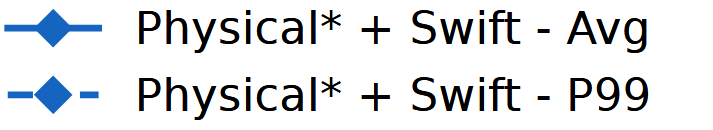 Physical* + Swift - Avg
Physical* + Swift - P99